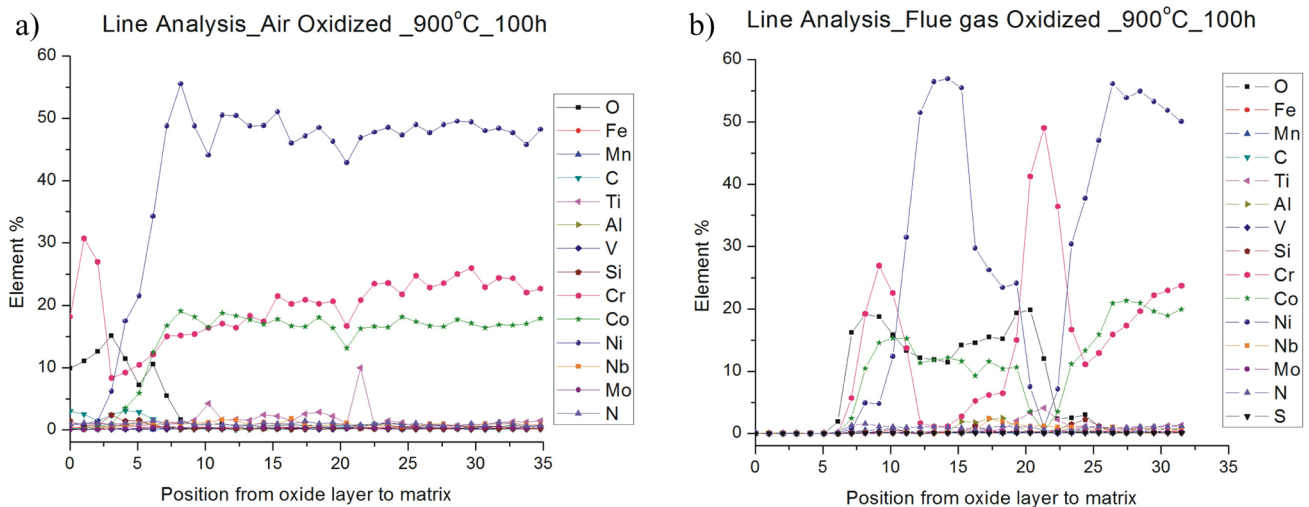 a)
Line Analysis_Air Oxidized _900°C_100h
60
50
40
30
20
10
0
Element %
0 5 10 15 20 25 30 35
Position from oxide layer to matrix
O
Fe
Mn
C
Ti
Al
V
Si
Cr
Co
Ni
Nb
Mo
N
b)
Line Analysis_Flue gas Oxidized _900°C_100h
60
50
40
30
20
10
0
Element %
0 5 10 15 20 25 30 35
Position from oxide layer to matrix
O
Fe
Mn
C
Ti
Al
V
Si
Cr
Co
Ni
Nb
Mo
N
S